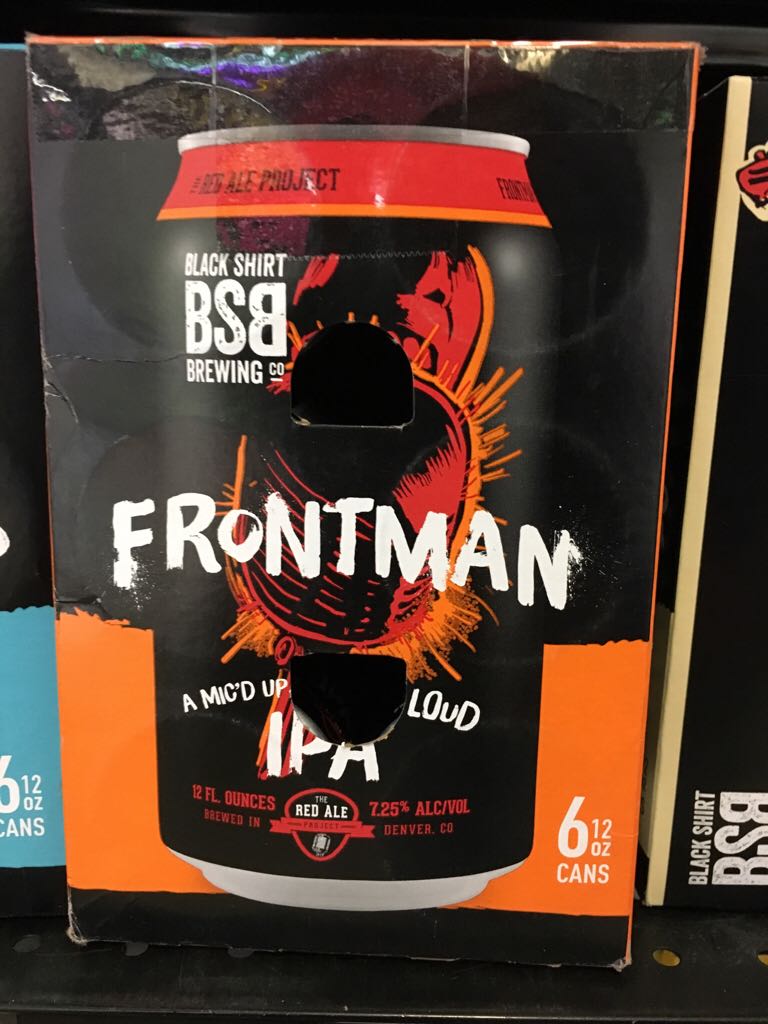 RED ALE PROJECT
BLACK SHIRT
BSB
BREWING CO
FRONTMAN
A MIC'D UP
LOUD
IPA
12 FL. OUNCES
BREWED IN
THE
RED ALE
PROJECT
7.25% ALC/VOL
DENVER, CO
6 12
OZ
CANS
6 12
OZ
CANS
BLACK SHIRT
BSB